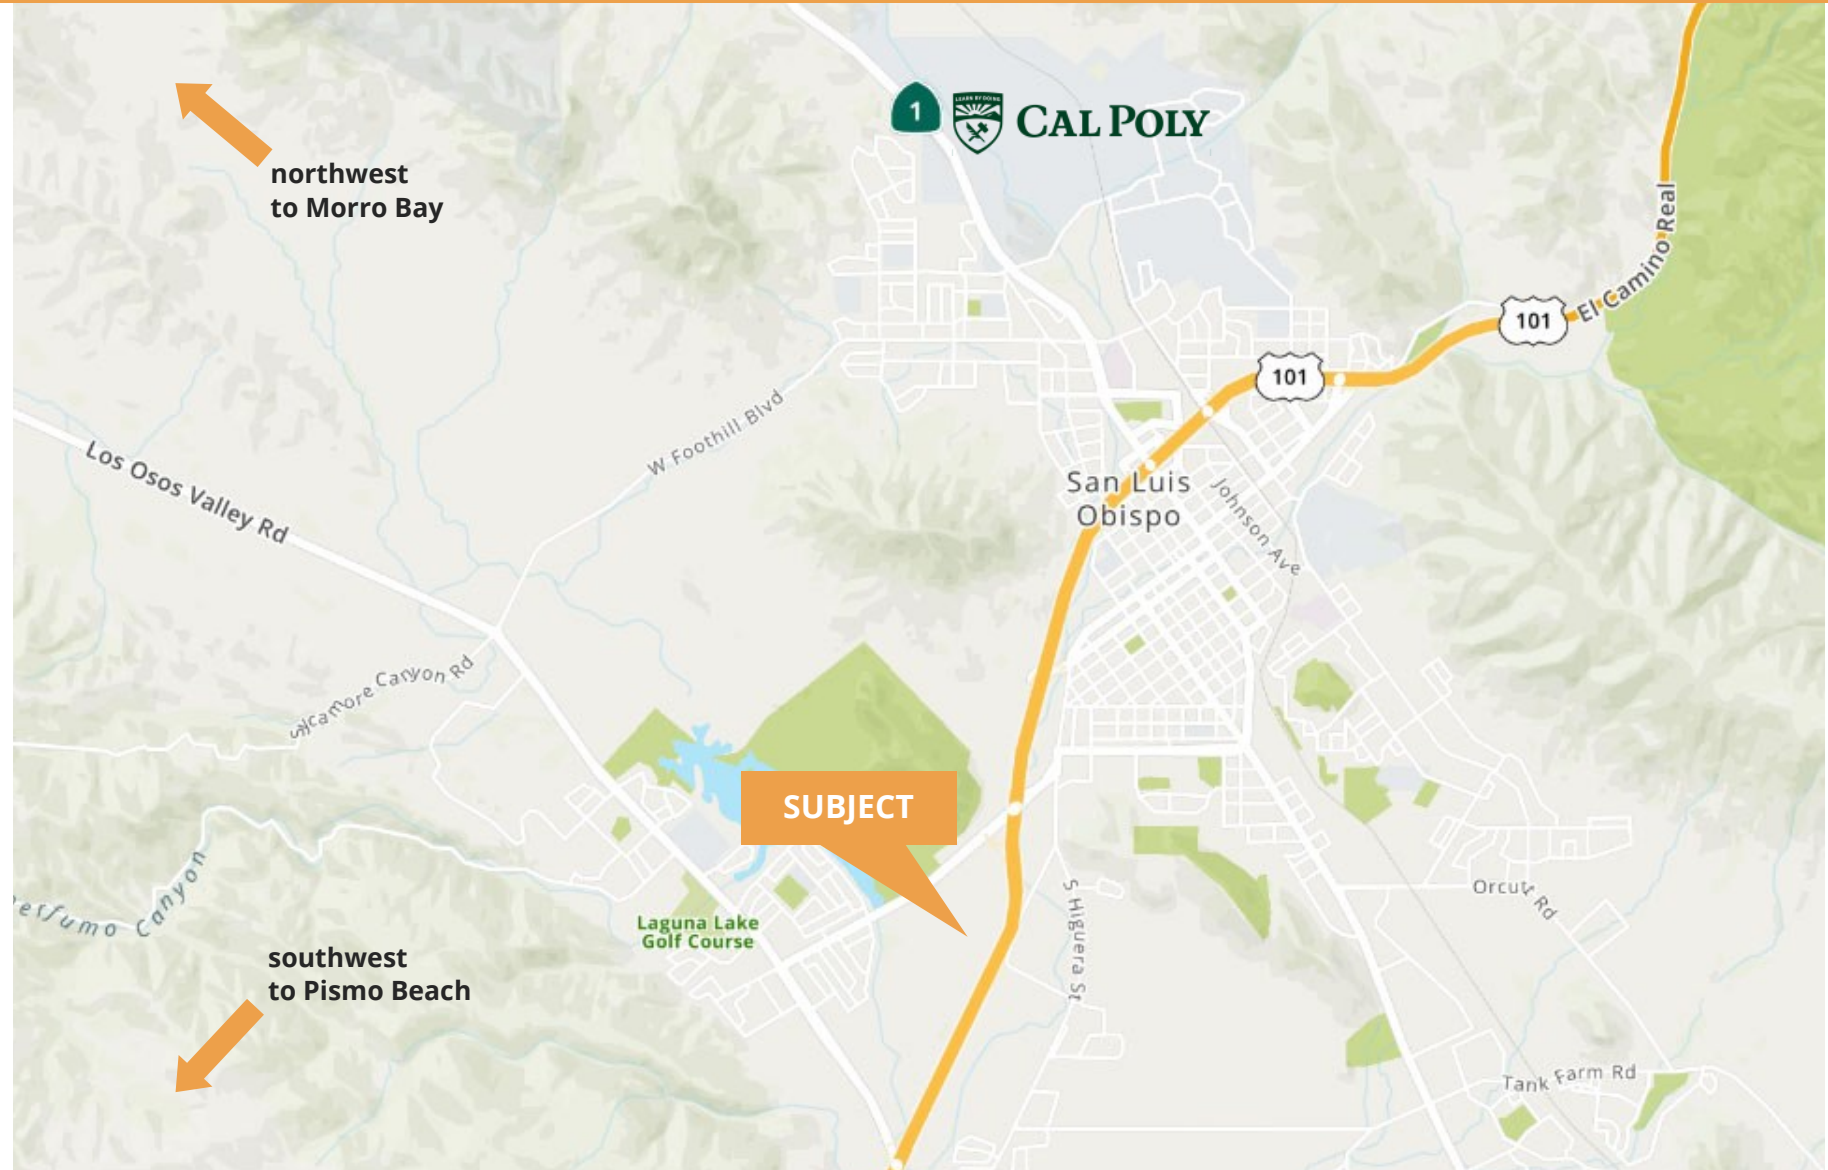 LEARN BY DOING
1
CAL POLY
northwest
to Morro Bay
El Camino Real
101
101
W Foothill Blvd
Los Osos Valley Rd
San Luis
Obispo
Johnson Ave
Sycamore Canyon Rd
SUBJECT
Canyon
S Higuera St
Orcutt Rd
Laguna Lake
Golf Course
southwest
to Pismo Beach
Tank Farm Rd